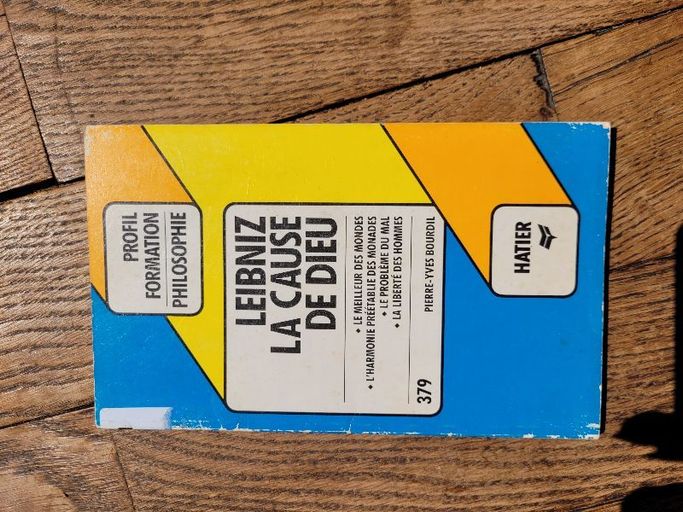 PROFIL
FORMATION
PHILOSOPHIE
LEIBNIZ
LA CAUSE
DE DIEU
• LE MEILLEUR DES MONDES
• L'HARMONIE PRÉÉTABLIE DES MONADES
• LE PROBLÈME DU MAL
• LA LIBERTÉ DES HOMMES
379 PIERRE-YVES BOURDIL
HATIER